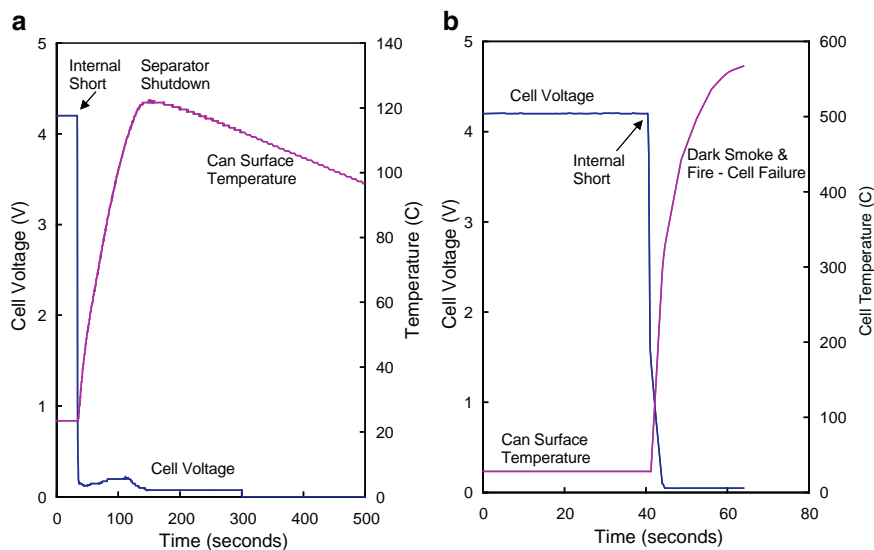 a
5
4
3
2
1
0
Cell Voltage (V)
140
120
100
80
60
40
20
0
Temperature (C)
0
100
200
300
400
500
Time (seconds)
Internal
Short
Separator
Shutdown
Can Surface
Temperature
Cell Voltage
b
5
4
3
2
1
0
Cell Voltage (V)
600
500
400
300
200
100
0
Cell Temperature (C)
0
20
40
60
80
Time (seconds)
Cell Voltage
Internal
Short
Dark Smoke &
Fire - Cell Failure
Can Surface
Temperature